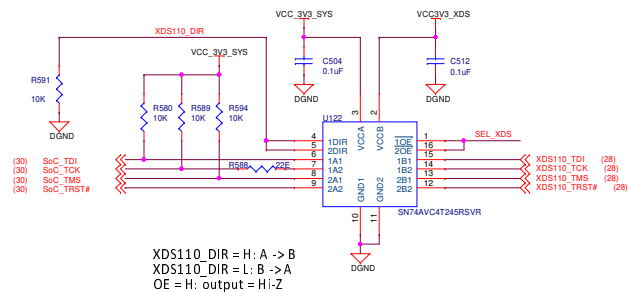 VCC_3V3_SYS
VCC3V3_XDS
XDS110_DIR
VCC_3V3_SYS
C504
0.1uF
C512
0.1uF
R591
10K
R580
10K
R589
10K
R594
10K
DGND
DGND
DGND
U122
3
2
VCCA
VCCB
4
1DIR
1OE
1
SEL_XDS
5
2DIR
2OE
16
(30) SoC_TDI
6
1A1
1B1
15
XDS110_TDI (28)
(30) SoC_TCK
R588
22E
7
1A2
1B2
14
XDS110_TCK (28)
(30) SoC_TMS
8
2A1
2B1
13
XDS110_TMS (28)
(30) SoC_TRST#
9
2A2
2B2
12
XDS110_TRST# (28)
GND1
GND2
10
11
SN74AVC4T245RSVR
DGND
XDS110_DIR = H: A -> B
XDS110_DIR = L: B -> A
OE = H: output = Hi-Z